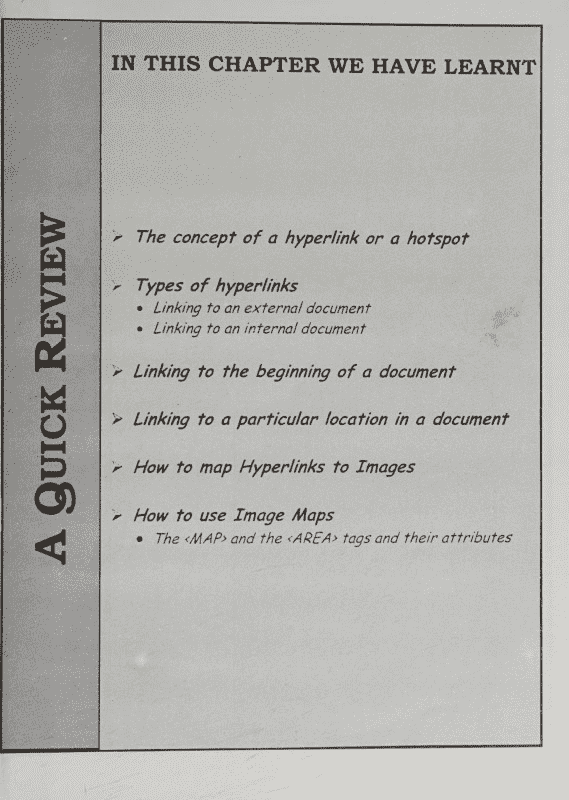 IN THIS CHAPTER WE HAVE LEARNT
A QUICK REVIEW
➢ The concept of a hyperlink or a hotspot
➢ Types of hyperlinks
• Linking to an external document
• Linking to an internal document
➢ Linking to the beginning of a document
➢ Linking to a particular location in a document
➢ How to map Hyperlinks to Images
➢ How to use Image Maps
• The <MAP> and the <AREA> tags and their attributes